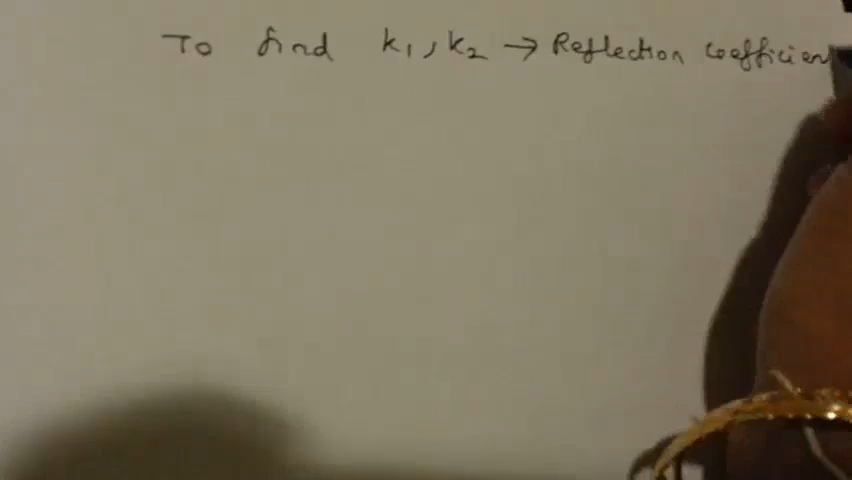 To find k₁, k₂ → Reflection coefficien